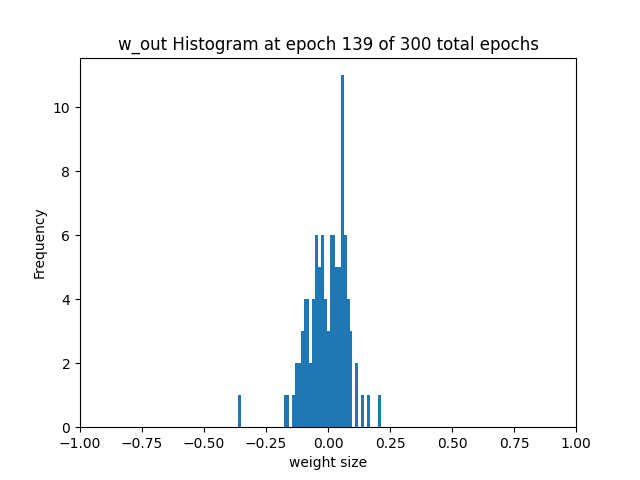 w_out Histogram at epoch 139 of 300 total epochs
Frequency
10
8
6
4
2
0
−1.00 −0.75 −0.50 −0.25 0.00 0.25 0.50 0.75 1.00
weight size